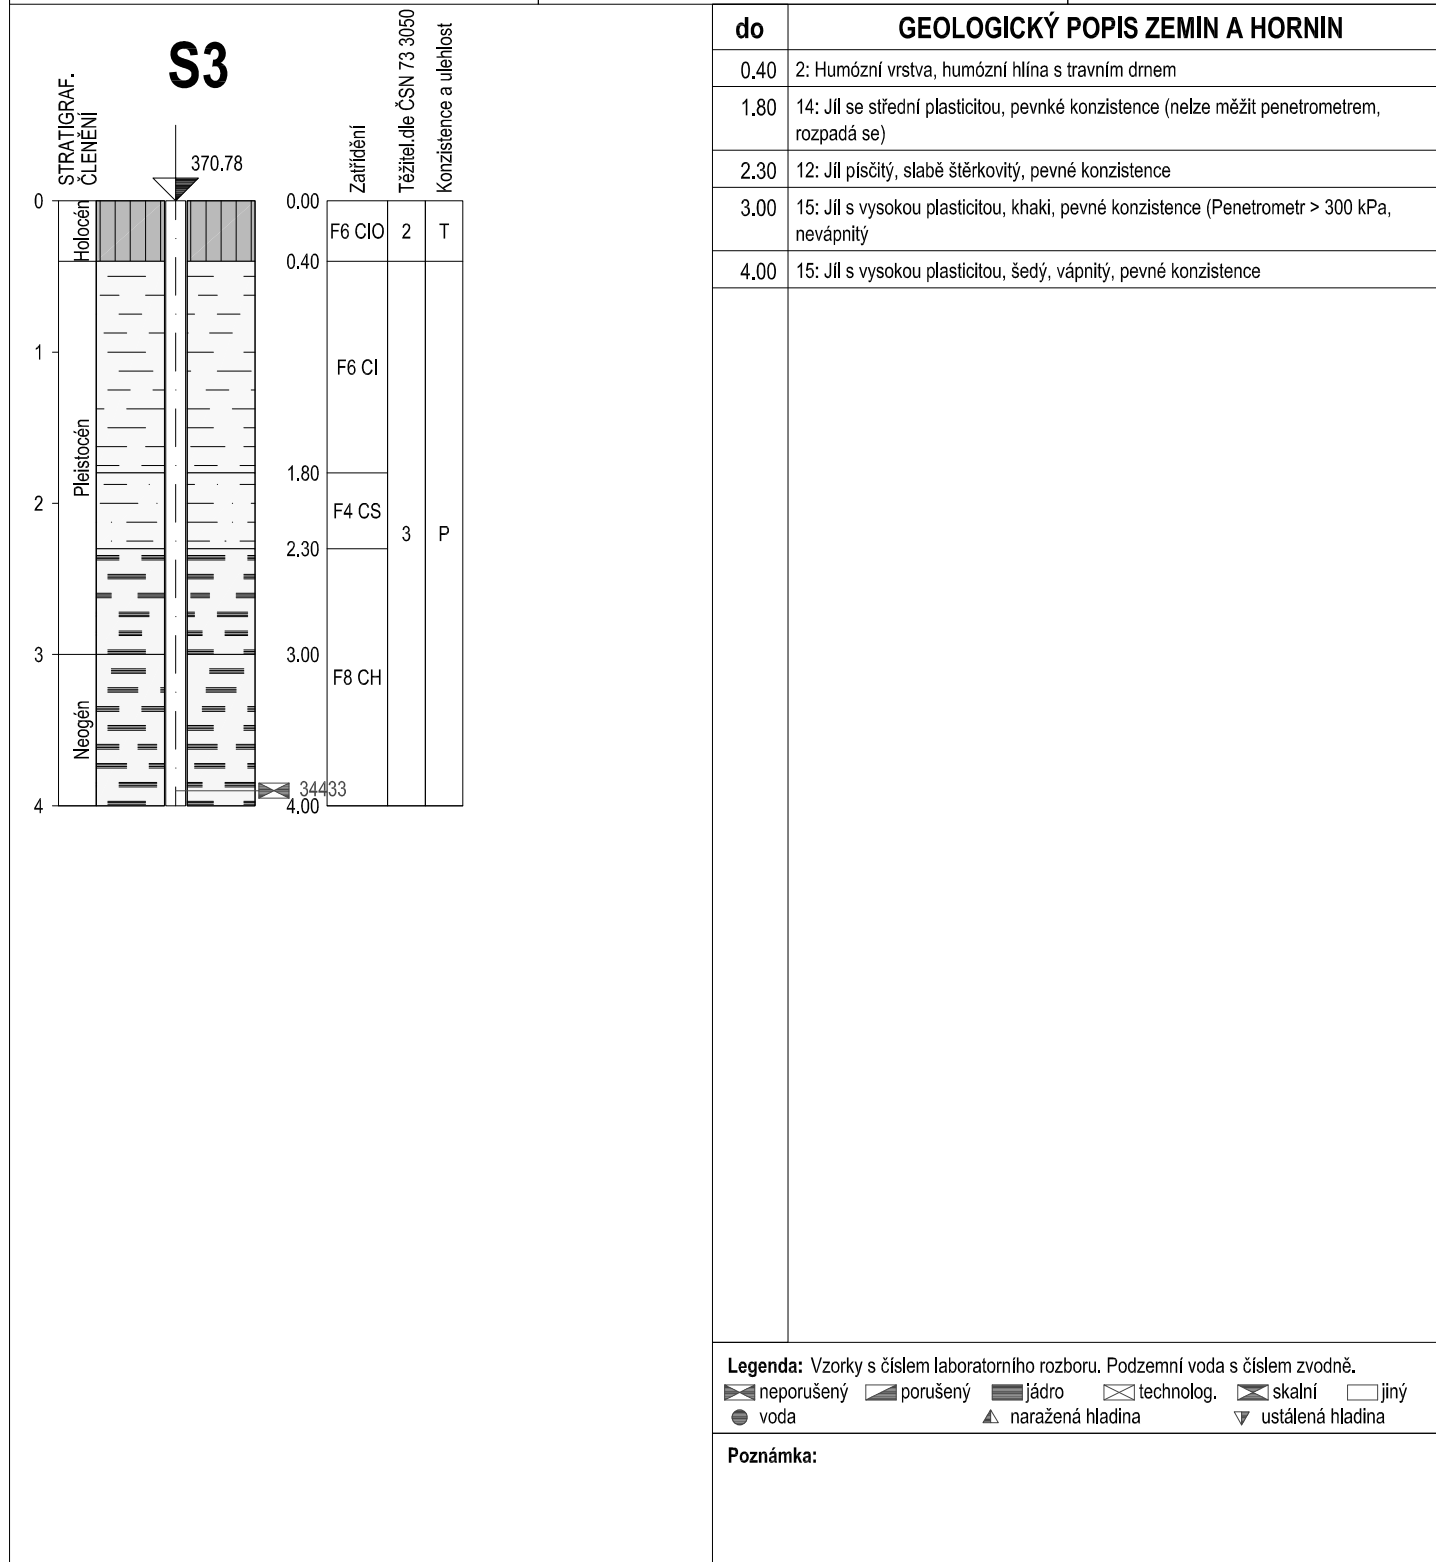 S3
STRATIGRAF.
ČLENĚNÍ
370.78
Zatřídění
Těžitel.dle ČSN 73 3050
Konzistence a ulehlost
0
1
2
3
4
Holocén
Pleistocén
Neogén
0.00
0.40
1.80
2.30
3.00
34433
4.00
F6 CIO 2 T
F6 CI
F4 CS
3 P
F8 CH
do GEOLOGICKÝ POPIS ZEMIN A HORNIN
0.40 2: Humózní vrstva, humózní hlína s travním drnem
1.80 14: Jíl se střední plasticitou, pevnké konzistence (nelze měžit penetrometrem,
rozpadá se)
2.30 12: Jíl písčitý, slabě štěrkovitý, pevné konzistence
3.00 15: Jíl s vysokou plasticitou, khaki, pevné konzistence (Penetrometr > 300 kPa,
nevápnitý
4.00 15: Jíl s vysokou plasticitou, šedý, vápnitý, pevné konzistence
Legenda: Vzorky s číslem laboratorního rozboru. Podzemní voda s číslem zvodně.
neporušený porušený jádro technolog. skalní jiný
voda naražená hladina ustálená hladina
Poznámka: